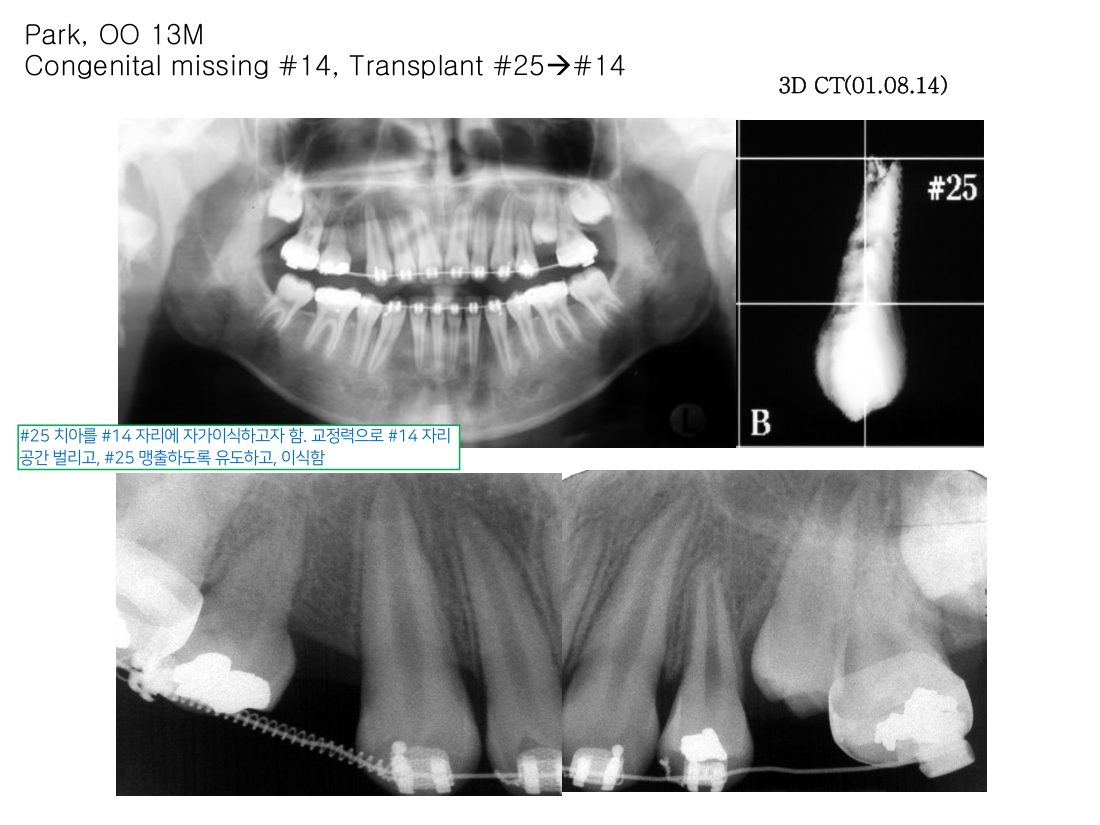 Park, OO 13M
Congenital missing #14, Transplant #25→#14
3D CT(01.08.14)
#25
B
L
#25 치아를 #14 자리에 자가이식하고자 함. 교정력으로 #14 자리
공간 벌리고, #25 맹출하도록 유도하고, 이식함